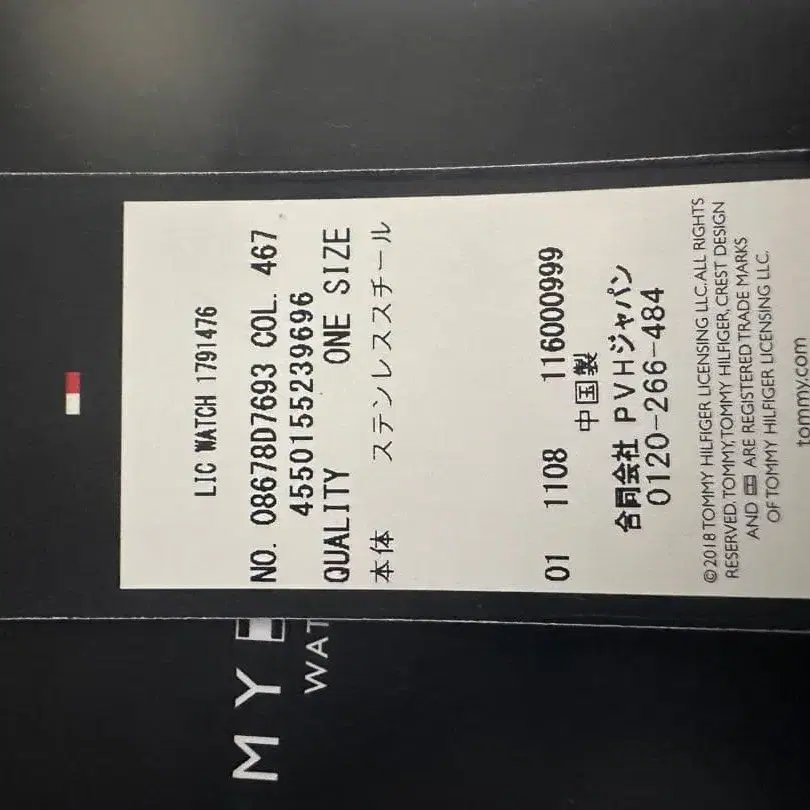 LIC WATCH 1791476
NO. 08678D7693 COL. 467
4550155239696
QUALITY ONE SIZE
本体 ステンレススチール
01 1108 116000999
中国製
合同会社 PVHジャパン
0120-266-484
©2018 TOMMY HILFIGER LICENSING LLC. ALL RIGHTS
RESERVED. TOMMY, TOMMY HILFIGER, CREST DESIGN
AND ARE REGISTERED TRADE MARKS
OF TOMMY HILFIGER LICENSING LLC.
tommy.com
MY
WAT